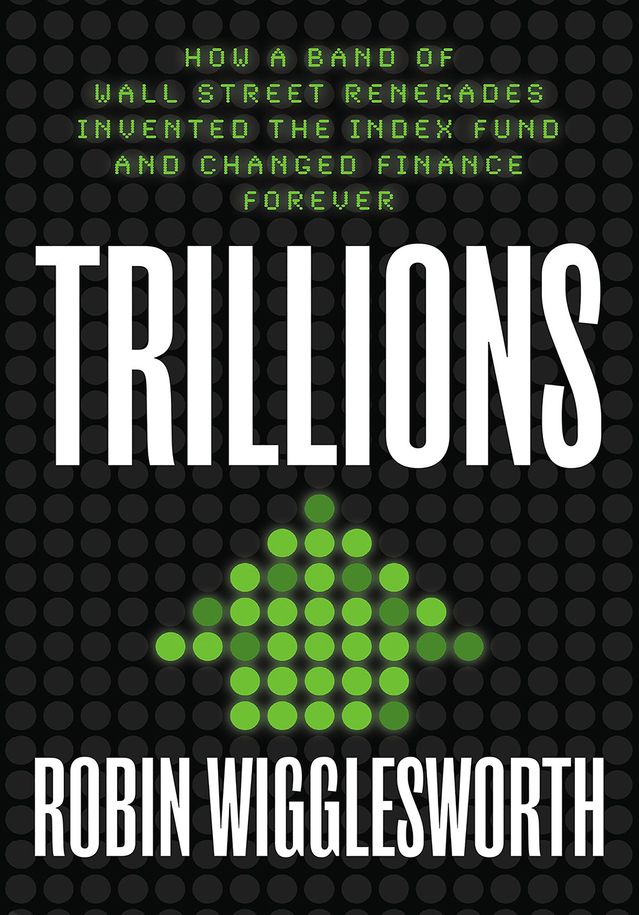 HOW A BAND OF
WALL STREET RENEGADES
INVENTED THE INDEX FUND
AND CHANGED FINANCE
FOREVER
TRILLIONS
ROBIN WIGGLESWORTH